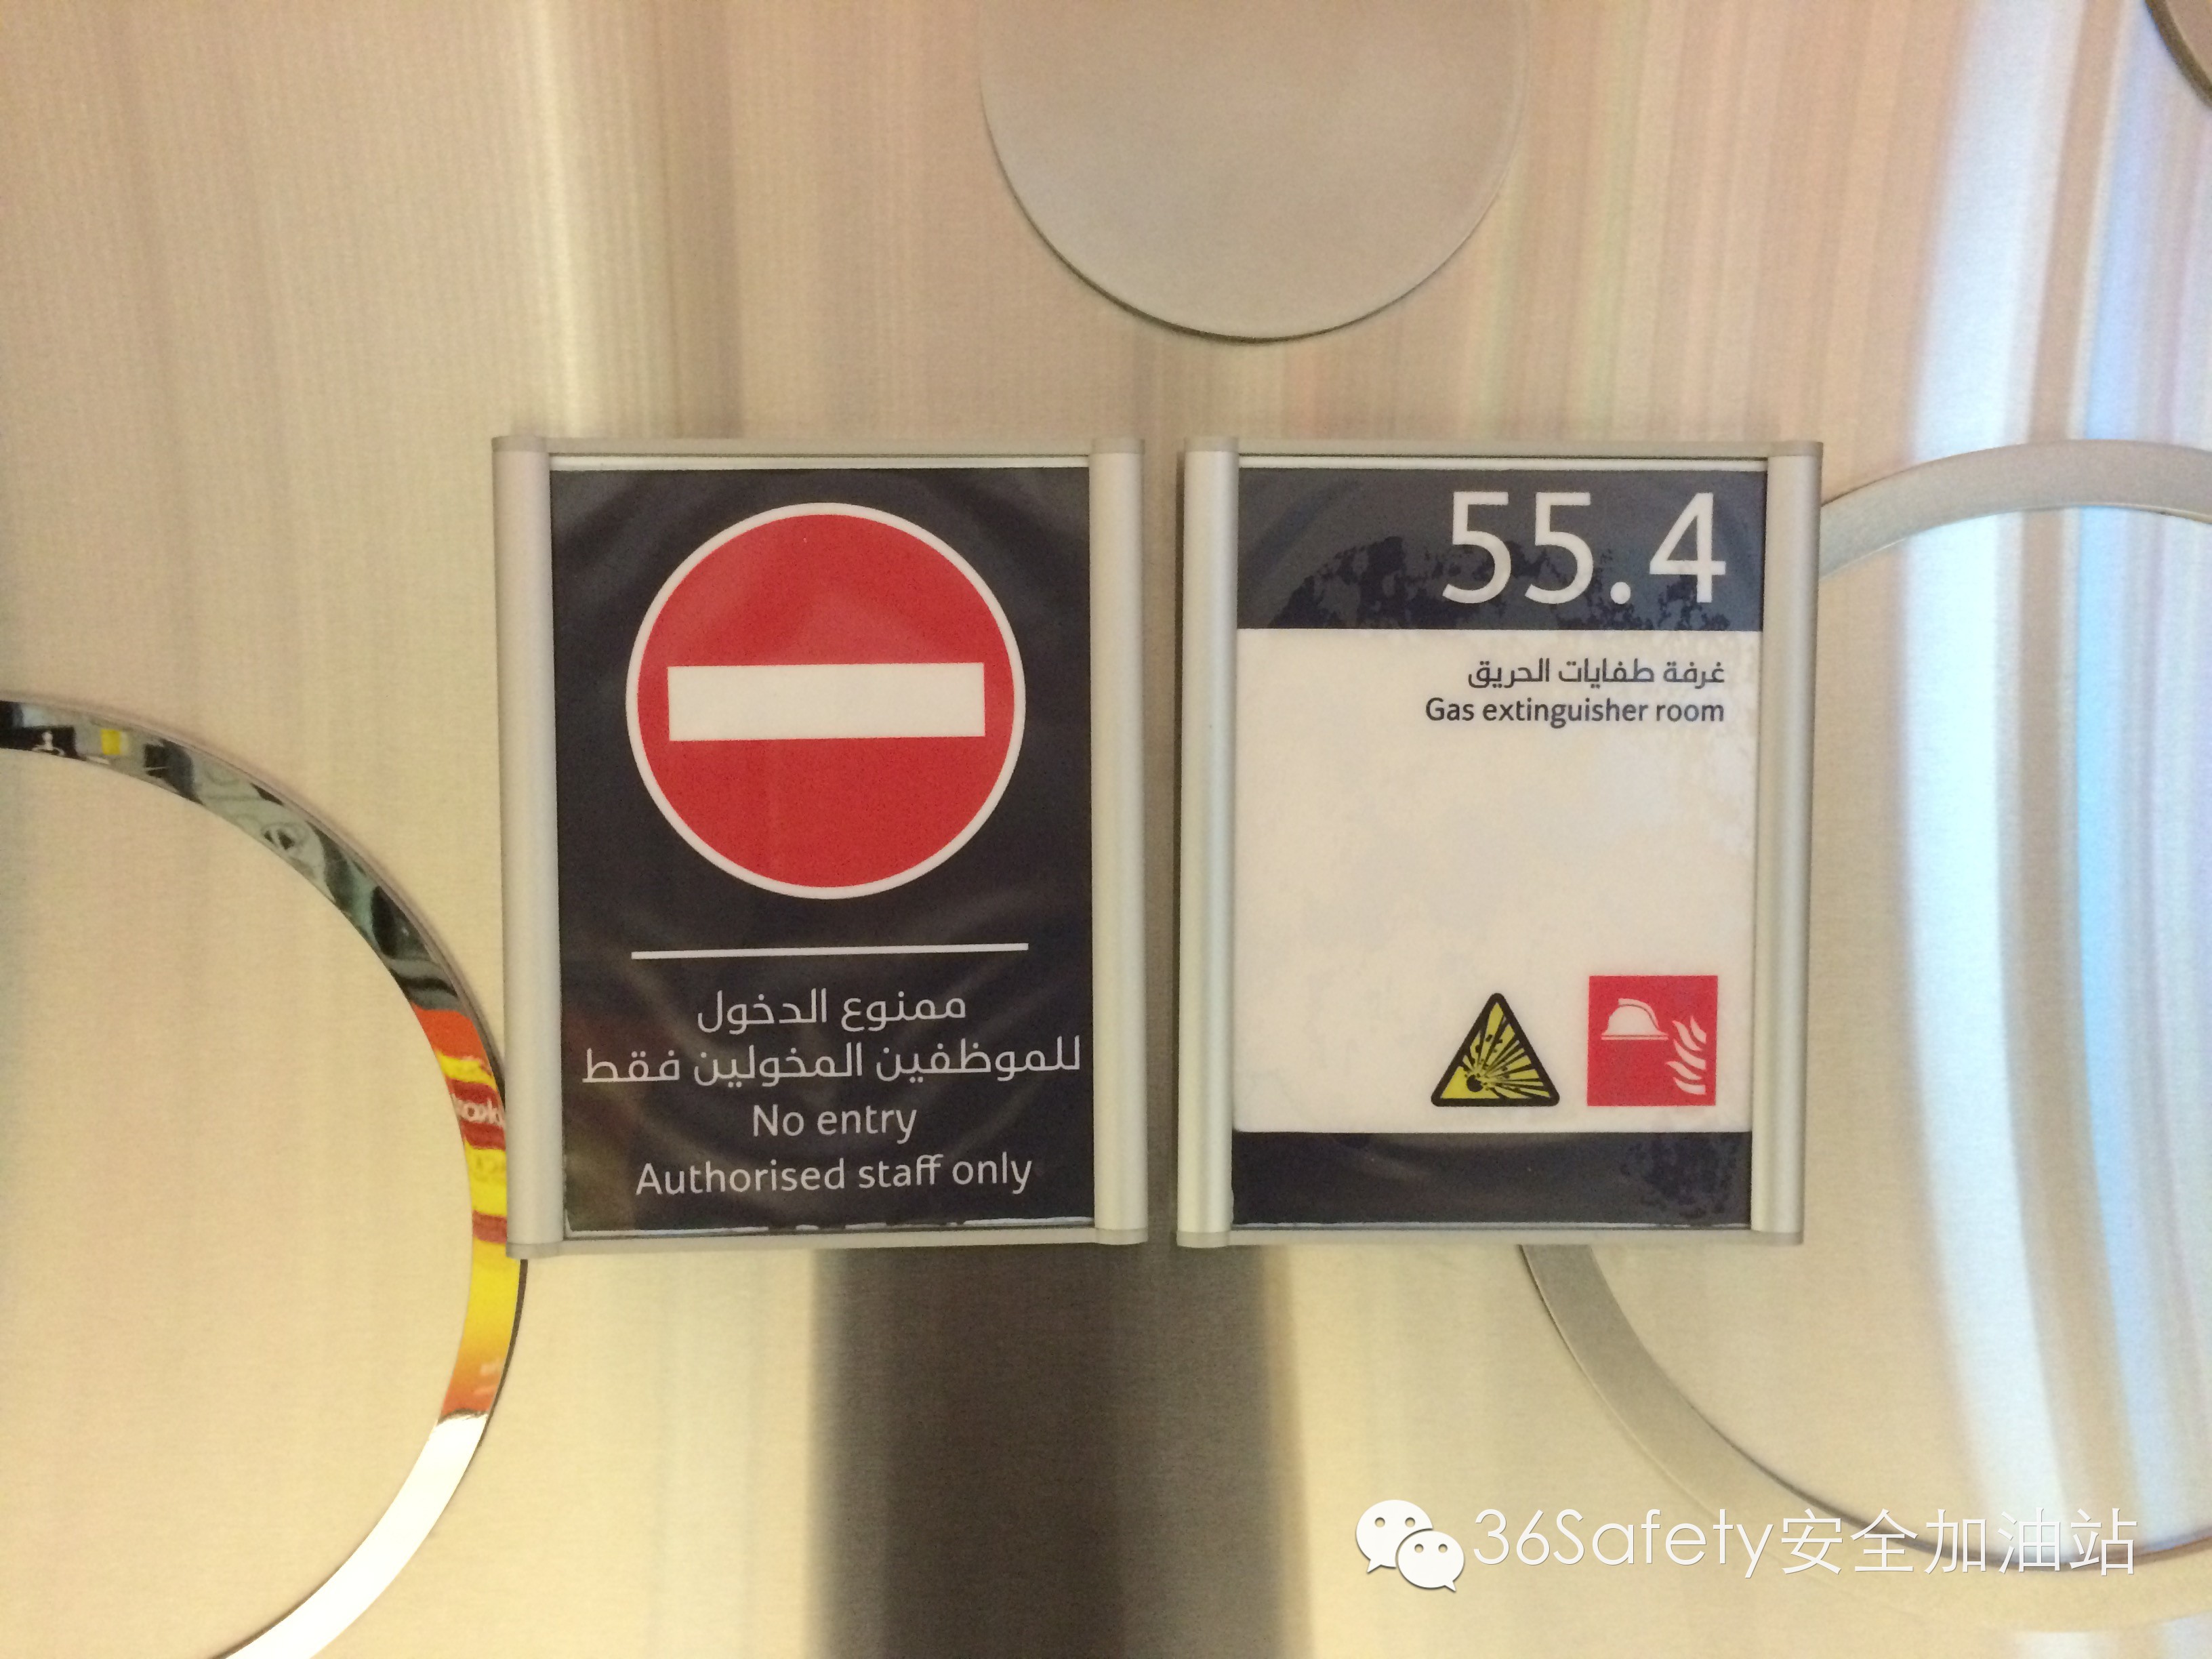 ممنوع الدخول
للموظفين المخولين فقط
No entry
Authorised staff only
55.4
غرفة طفايات الحريق
Gas extinguisher room
36Safety安全加油站